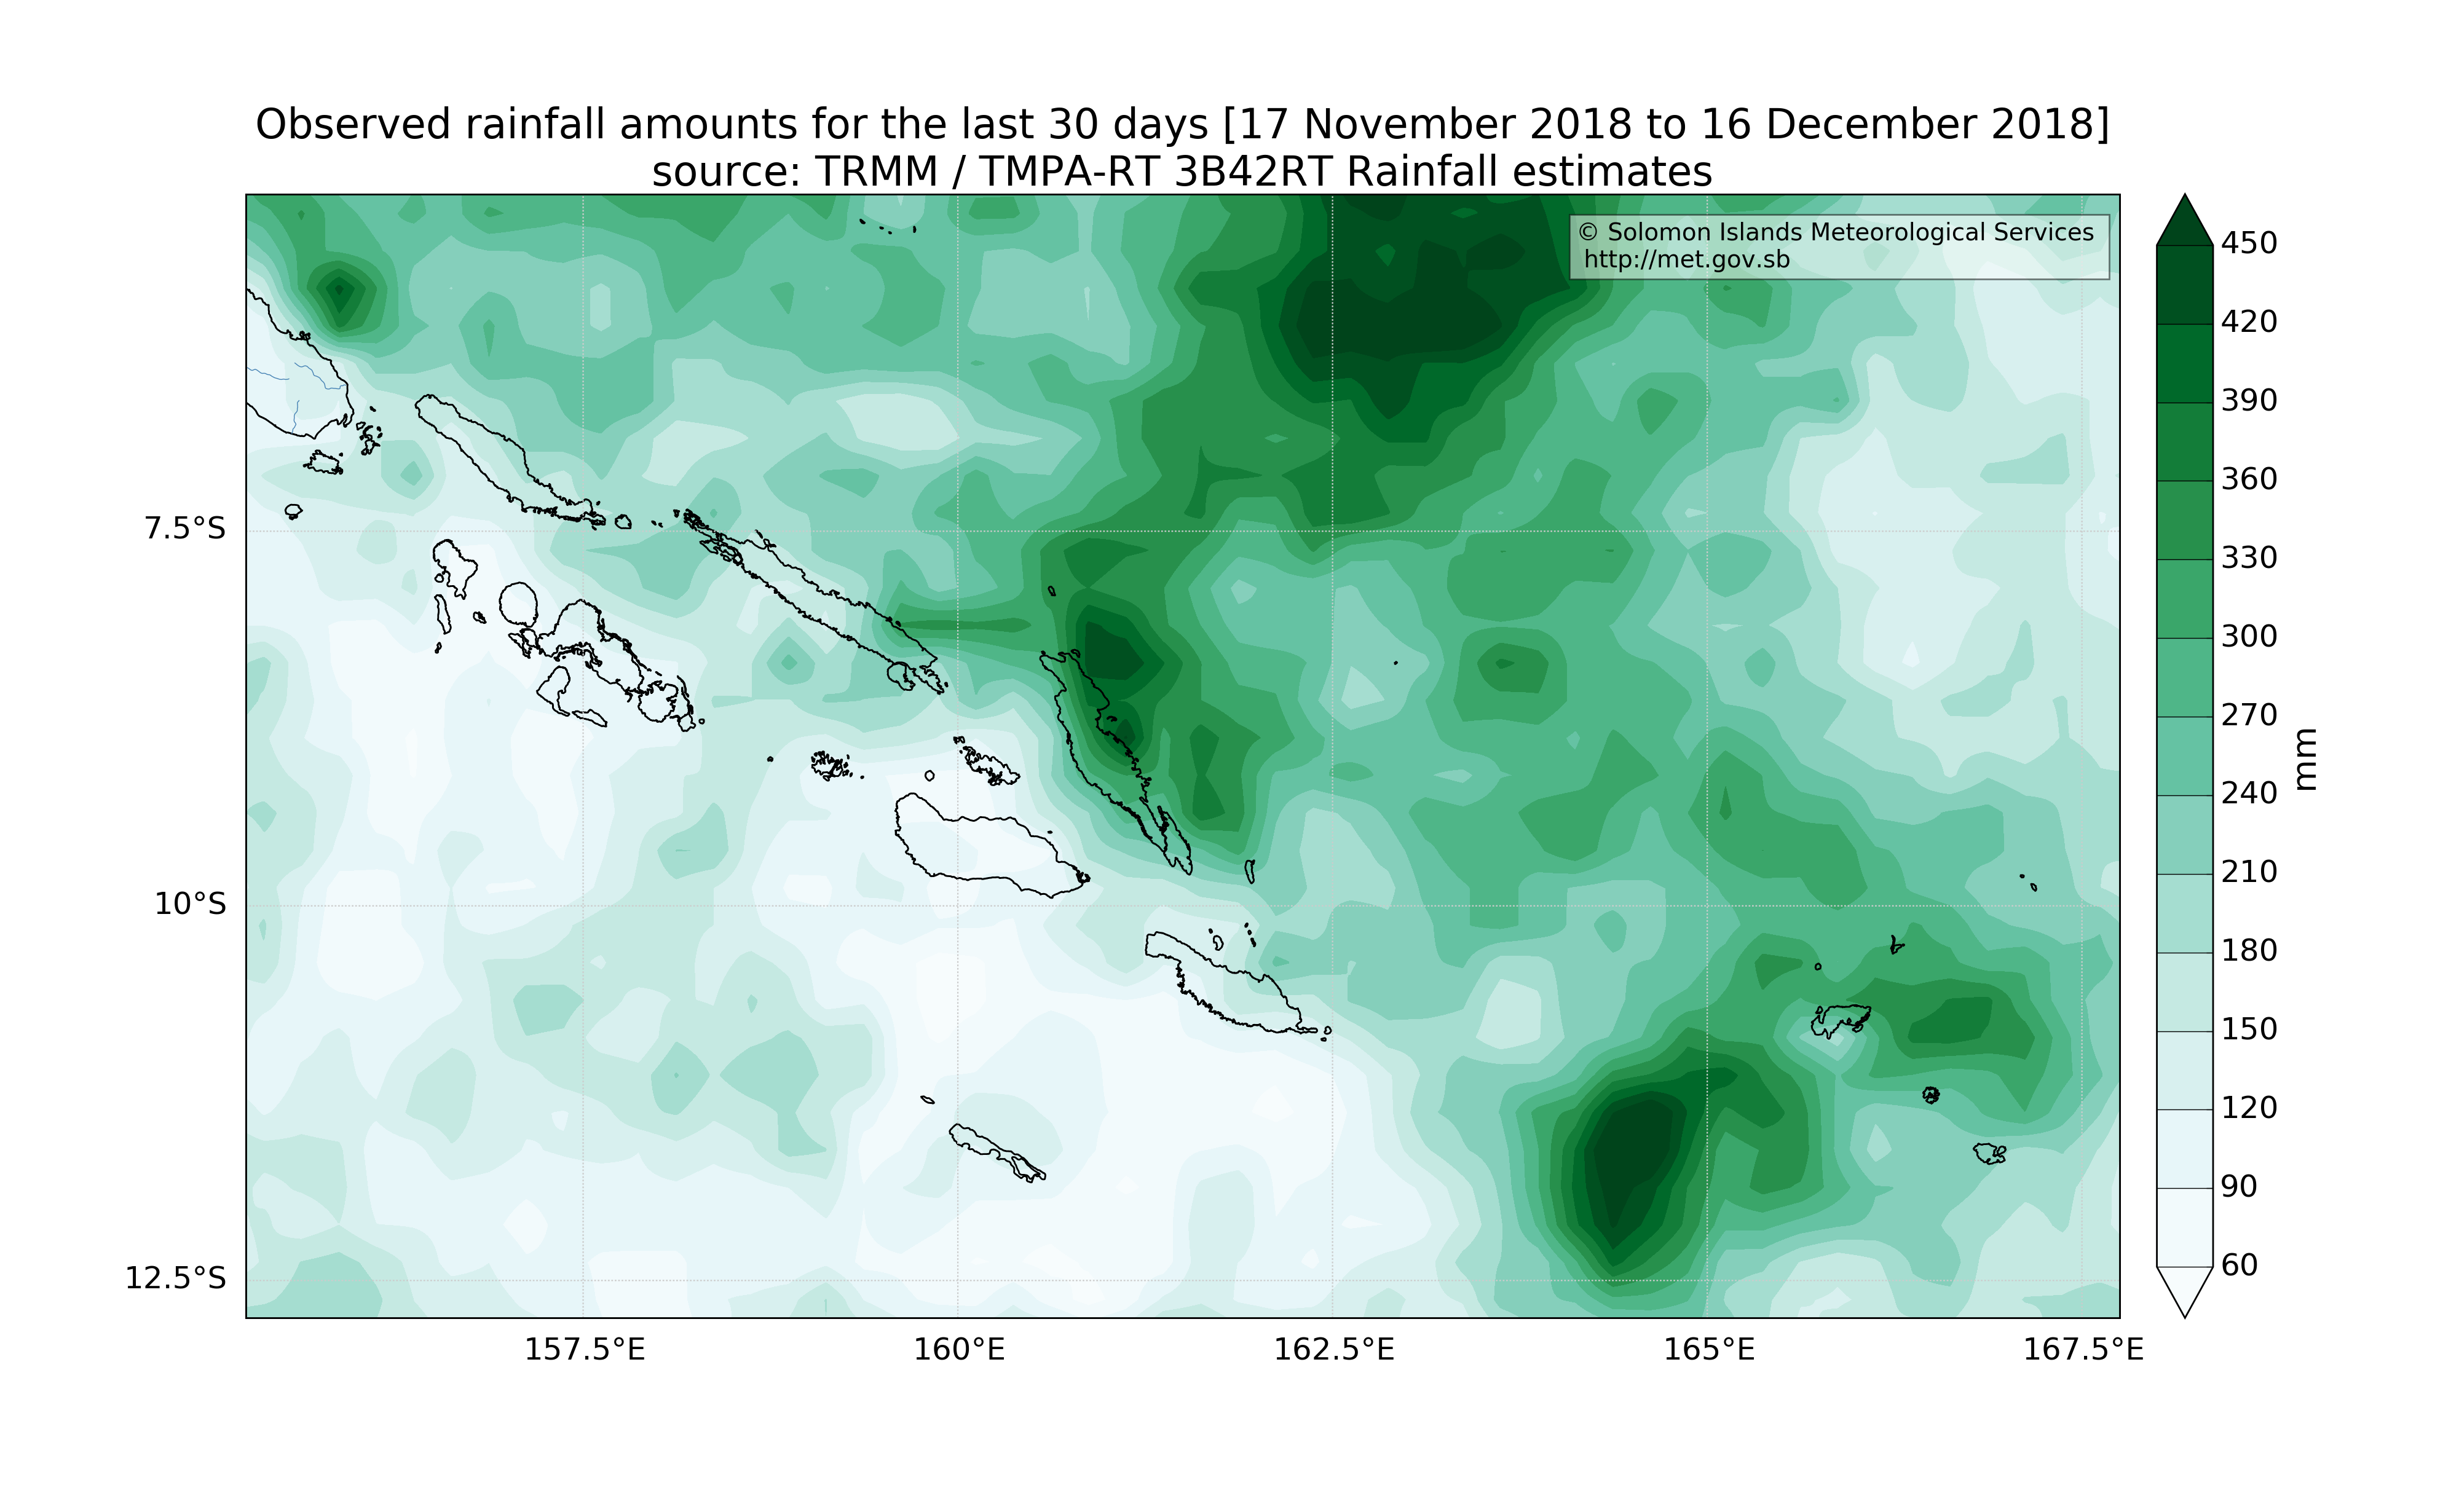 Observed rainfall amounts for the last 30 days [17 November 2018 to 16 December 2018]
source: TRMM / TMPA-RT 3B42RT Rainfall estimates
© Solomon Islands Meteorological Services
http://met.gov.sb
7.5°S
10°S
12.5°S
157.5°E
160°E
162.5°E
165°E
167.5°E
450
420
390
360
330
300
270
240
210
180
150
120
90
60
mm